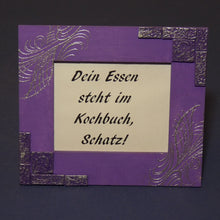 Dein Essen
steht im
Kochbuch,
Schatz!